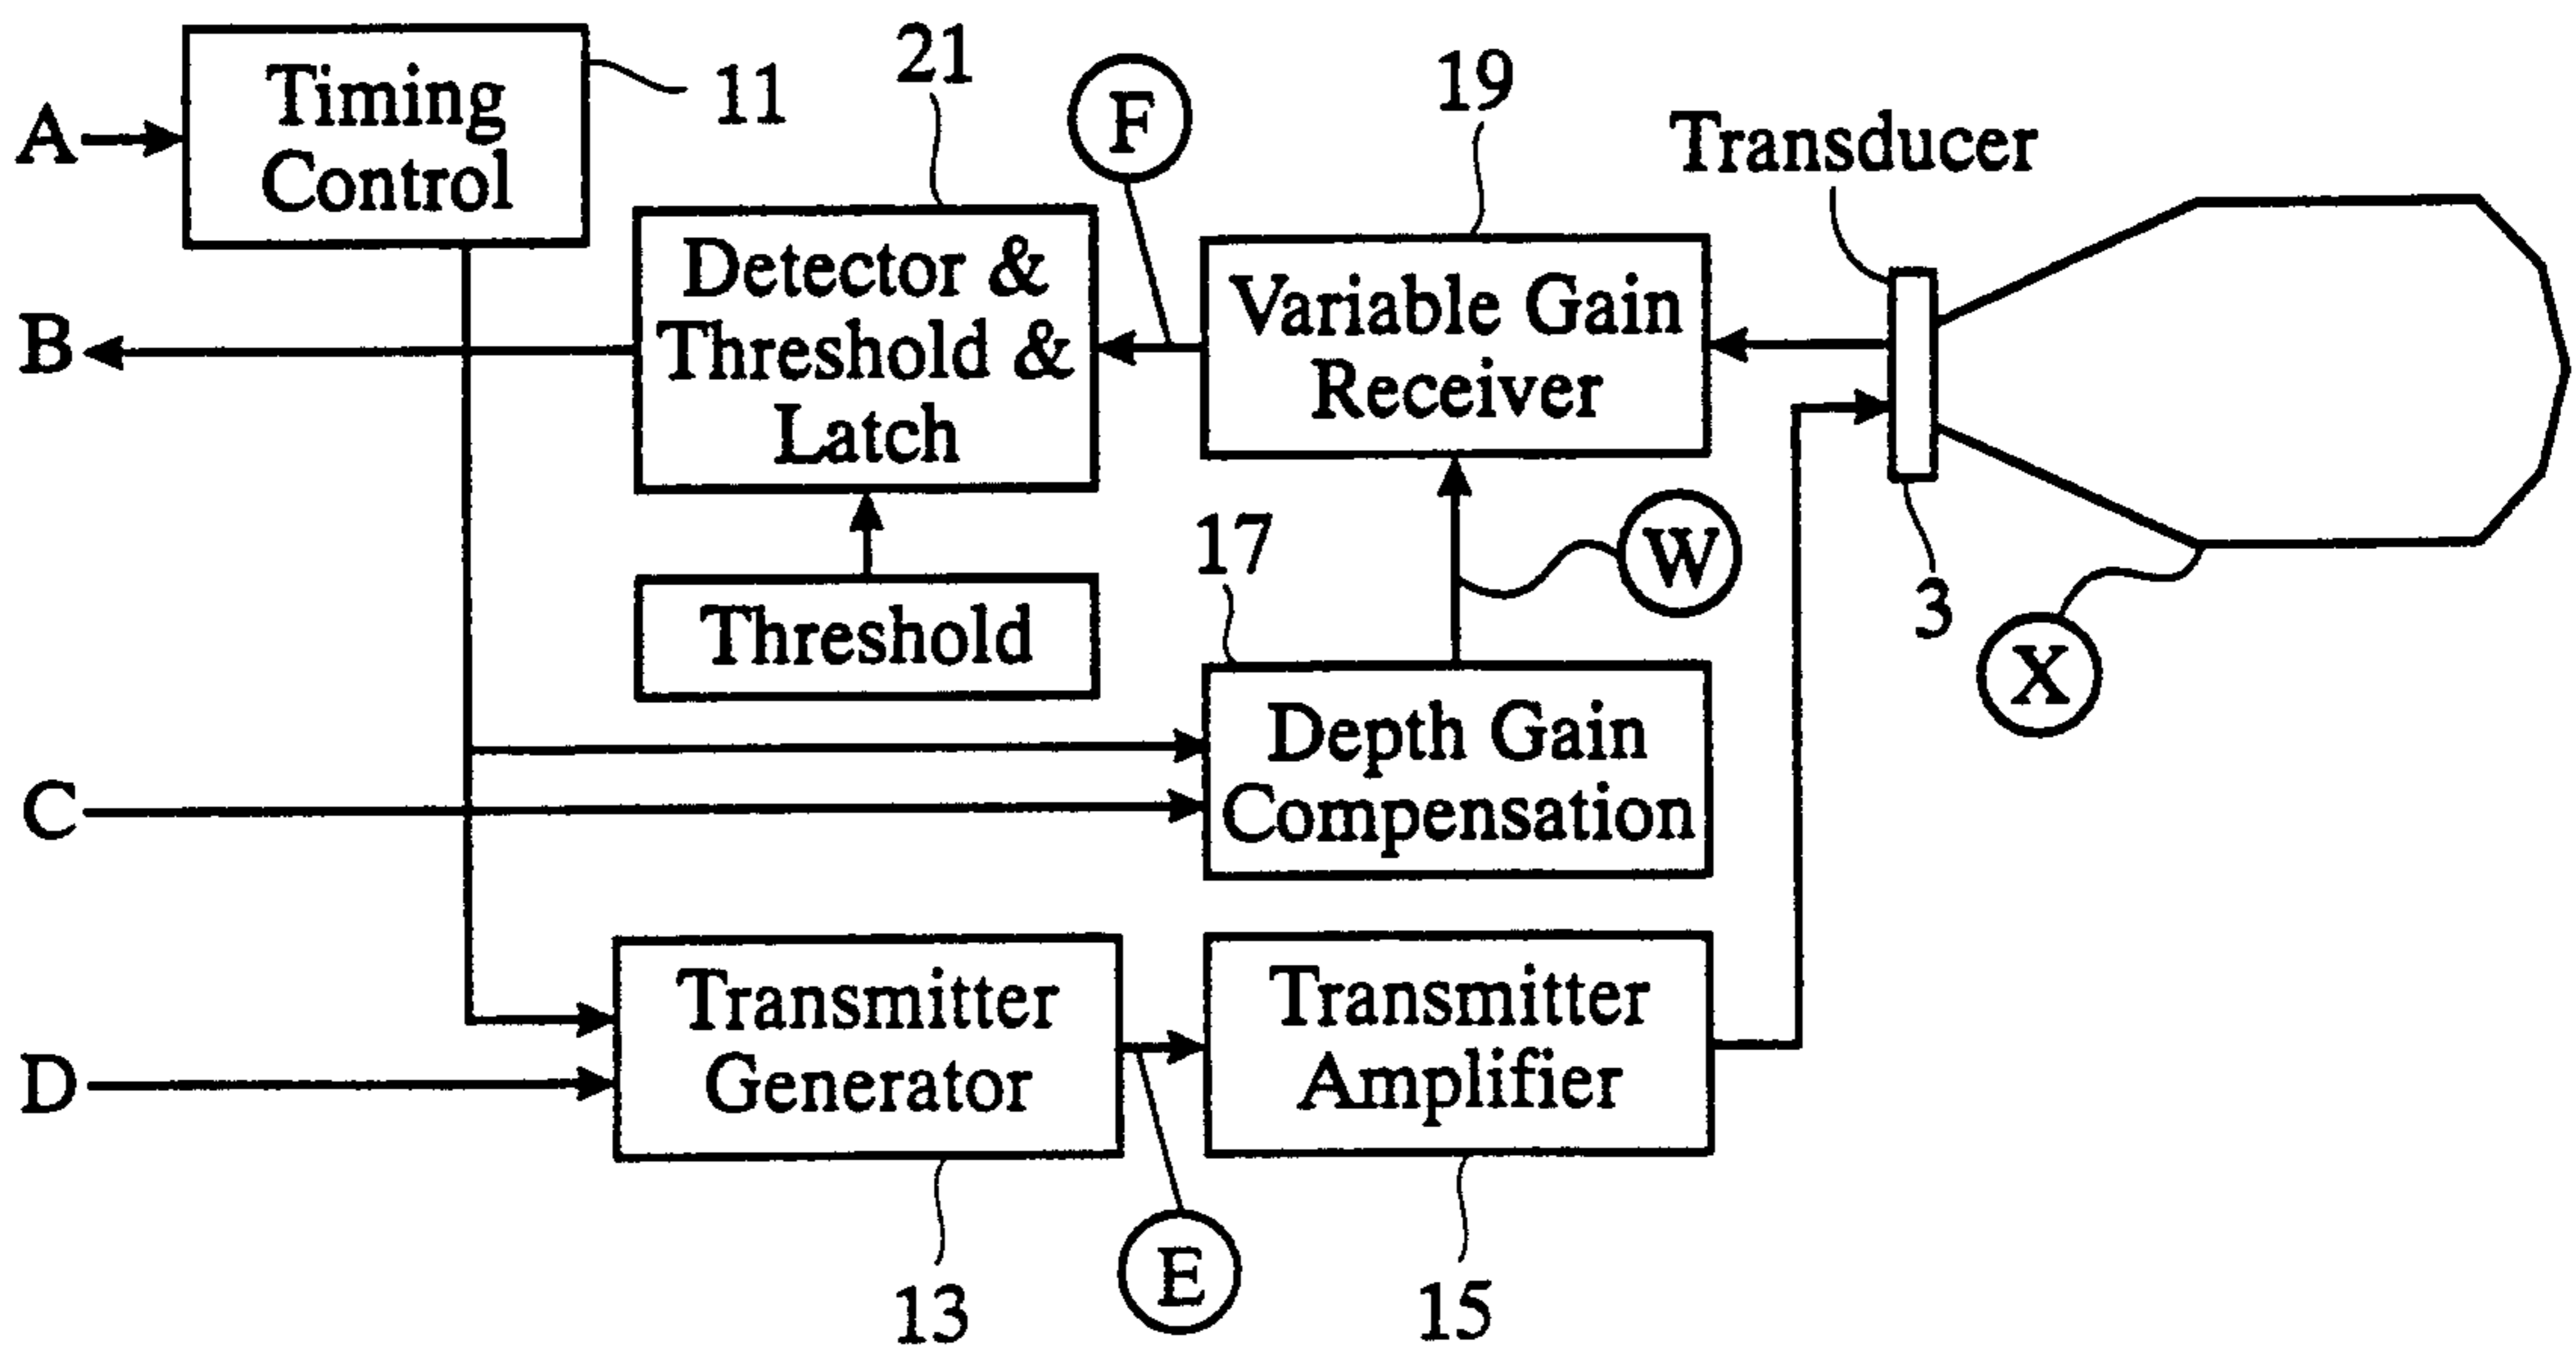 A
Timing
Control
11
21
F
19
Transducer
B
Detector &
Threshold &
Latch
Variable Gain
Receiver
Threshold
17
W
3
X
C
Depth Gain
Compensation
D
Transmitter
Generator
Transmitter
Amplifier
13
E
15